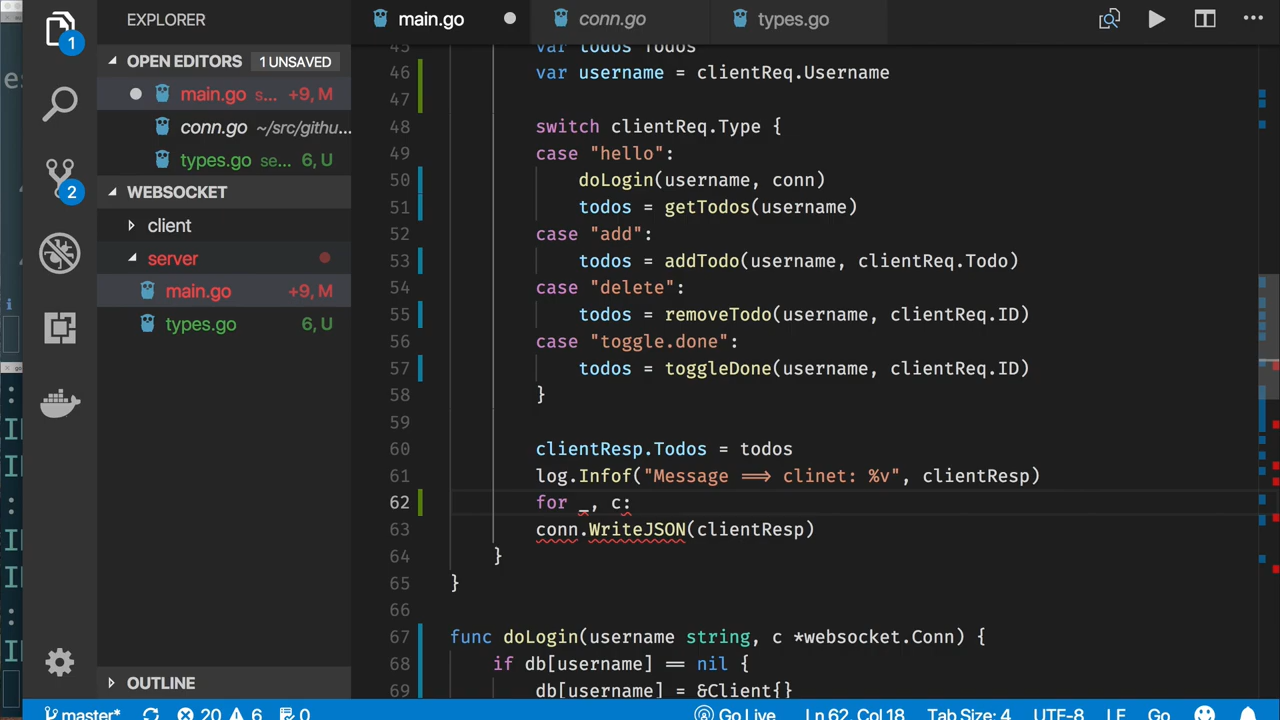 EXPLORER
main.go
conn.go
types.go
1
OPEN EDITORS
1 UNSAVED
main.go s... +9, M
conn.go ~/src/githu...
types.go se... 6, U
2
WEBSOCKET
client
server
main.go +9, M
types.go 6, U
OUTLINE
45 var todos Todos
46 var username = clientReq.Username
47
48 switch clientReq.Type {
49 case "hello":
50 doLogin(username, conn)
51 todos = getTodos(username)
52 case "add":
53 todos = addTodo(username, clientReq.Todo)
54 case "delete":
55 todos = removeTodo(username, clientReq.ID)
56 case "toggle.done":
57 todos = toggleDone(username, clientReq.ID)
58 }
59
60 clientResp.Todos = todos
61 log.Infof("Message ==> clinet: %v", clientResp)
62 for _, c:
63 conn.WriteJSON(clientResp)
64 }
65 }
66
67 func doLogin(username string, c *websocket.Conn) {
68 if db[username] == nil {
69 db[username] = &Client{}
master* 20 6 0 Go Live Ln 62, Col 18 Tab Size: 4 UTF-8 LF Go